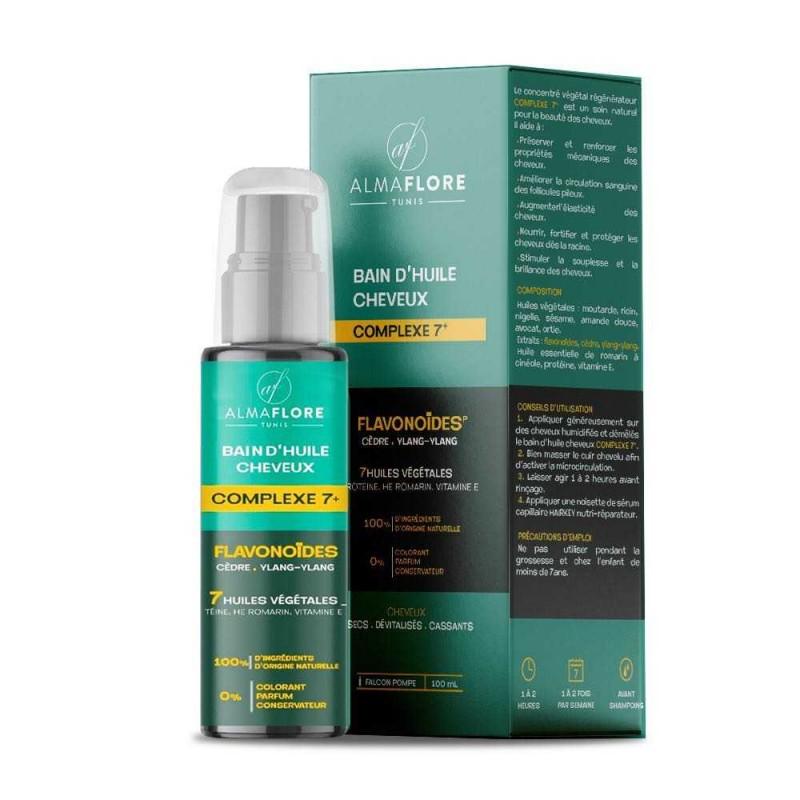 ALMAFLORE
TUNIS
BAIN D'HUILE
CHEVEUX
COMPLEXE 7+
FLAVONOÏDES
CÈDRE . YLANG-YLANG
7 HUILES VÉGÉTALES
TÉINE, HE ROMARIN, VITAMINE E
100% D'INGRÉDIENTS
D'ORIGINE NATURELLE
0% COLORANT
PARFUM
CONSERVATEUR
ALMAFLORE
TUNIS
BAIN D'HUILE
CHEVEUX
COMPLEXE 7+
FLAVONOÏDESP
CÈDRE . YLANG-YLANG
7HUILES VÉGÉTALES
ROTEINE, HE ROMARIN, VITAMINE E
100% D'INGRÉDIENTS
D'ORIGINE NATURELLE
0% COLORANT
PARFUM
CONSERVATEUR
CHEVEUX
SECS . DÉVITALISÉS . CASSANTS
FALCON POMPE 100 mL
Le concentré végétal régénérateur
COMPLEXE 7+ est un soin natural
pour la beauté des cheveux.
Il aide à :
.Préserver et renforcer les
propriétés mécaniques des
cheveux.
.Améliorer la circulation sanguine
des follicules pileux.
.Augmenterl'élasticité des
cheveux.
.Nourrir, fortifier et protéger les
cheveux dès la racine.
.Stimuler la souplesse et la
brillance des cheveux.
COMPOSITION
Huiles végétales : moutarde, ricin,
nigelle, sésame, amande douce,
avocat, ortie.
Extraits : flavonoïdes, cèdre, ylang-ylang.
Huile essentielle de romarin à
cinéole, protéine, vitamine E.
CONSEILS D'UTILISATION
1. Appliquer généreusement sur
des cheveux humidifiés et démêlés
le bain d'huile cheveux COMPLEXE 7+.
2. Bien masser le cuir chevelu afin
d'activer la microcirculation.
3. Laisser agir 1 à 2 heures avant
rinçage.
4. Appliquer une noisette de sérum
capillaire HAIRKEY nutri-réparateur.
PRÉCAUTIONS D'EMPLOI
Ne pas utiliser pendant la
grossesse et chez l'enfant de
moins de 7ans.
7
1 À 2
HEURES
1 À 2 FOIS
PAR SEMAINE
AVANT
SHAMPOING